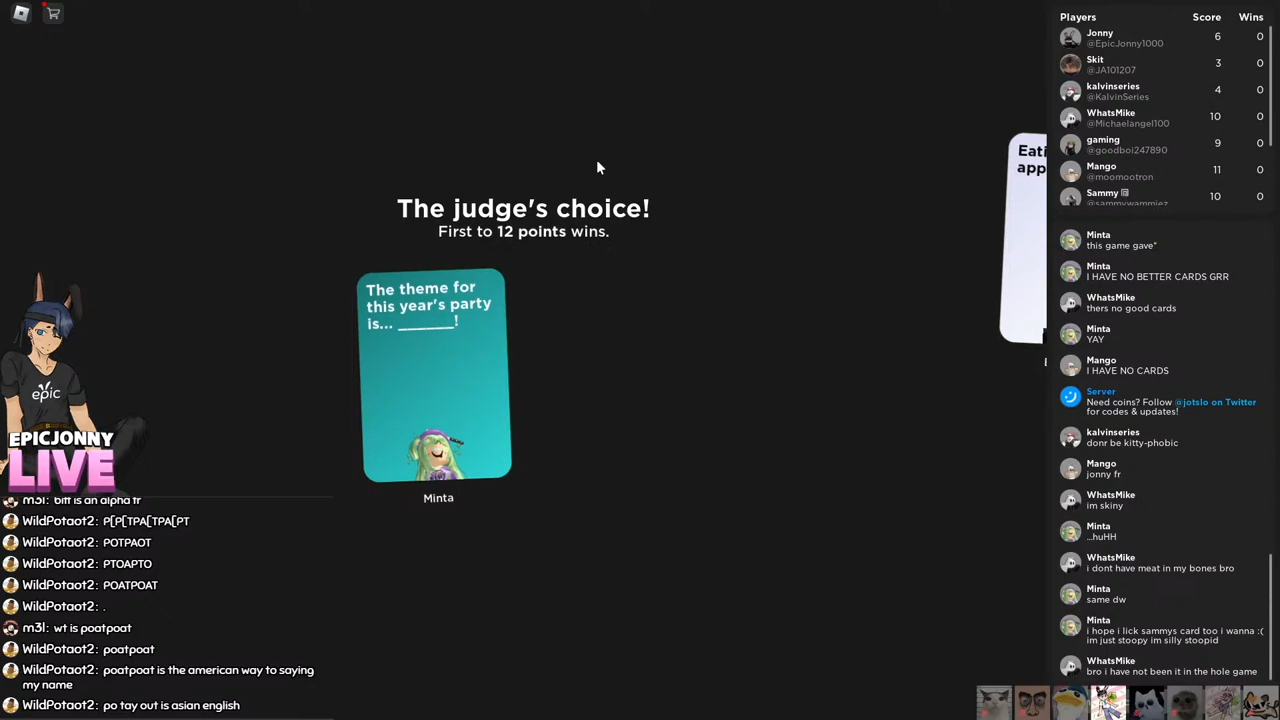 The judge's choice!
First to 12 points wins.
The theme for
this year's party
is... ______!
Minta
Eati
app
epic
EPICJONNY
LIVE
m3l: biff is an alpha fr
WildPotaot2: P[P[TPA[TPA[PT
WildPotaot2: POTPAOT
WildPotaot2: PTOAPTO
WildPotaot2: POATPOAT
WildPotaot2: .
m3l: wt is poatpoat
WildPotaot2: poatpoat
WildPotaot2: poatpoat is the american way to saying
my name
WildPotaot2: po tay out is asian english
Players Score Wins
Jonny
@EpicJonny1000 6 0
Skit
@JA101207 3 0
kalvinseries
@KalvinSeries 4 0
WhatsMike
@Michaelangel100 10 0
gaming
@goodboi247890 9 0
Mango
@moomootron 11 0
Sammy
@sammywammiez 10 0
Minta
this game gave*
Minta
I HAVE NO BETTER CARDS GRR
WhatsMike
thers no good cards
Minta
YAY
Mango
I HAVE NO CARDS
Server
Need coins? Follow @jotslo on Twitter
for codes & updates!
kalvinseries
donr be kitty-phobic
Mango
jonny fr
WhatsMike
im skiny
Minta
...huHH
WhatsMike
i dont have meat in my bones bro
Minta
same dw
Minta
i hope i lick sammys card too i wanna :(
im just stoopy im silly stoopid
WhatsMike
bro i have not been it in the hole game